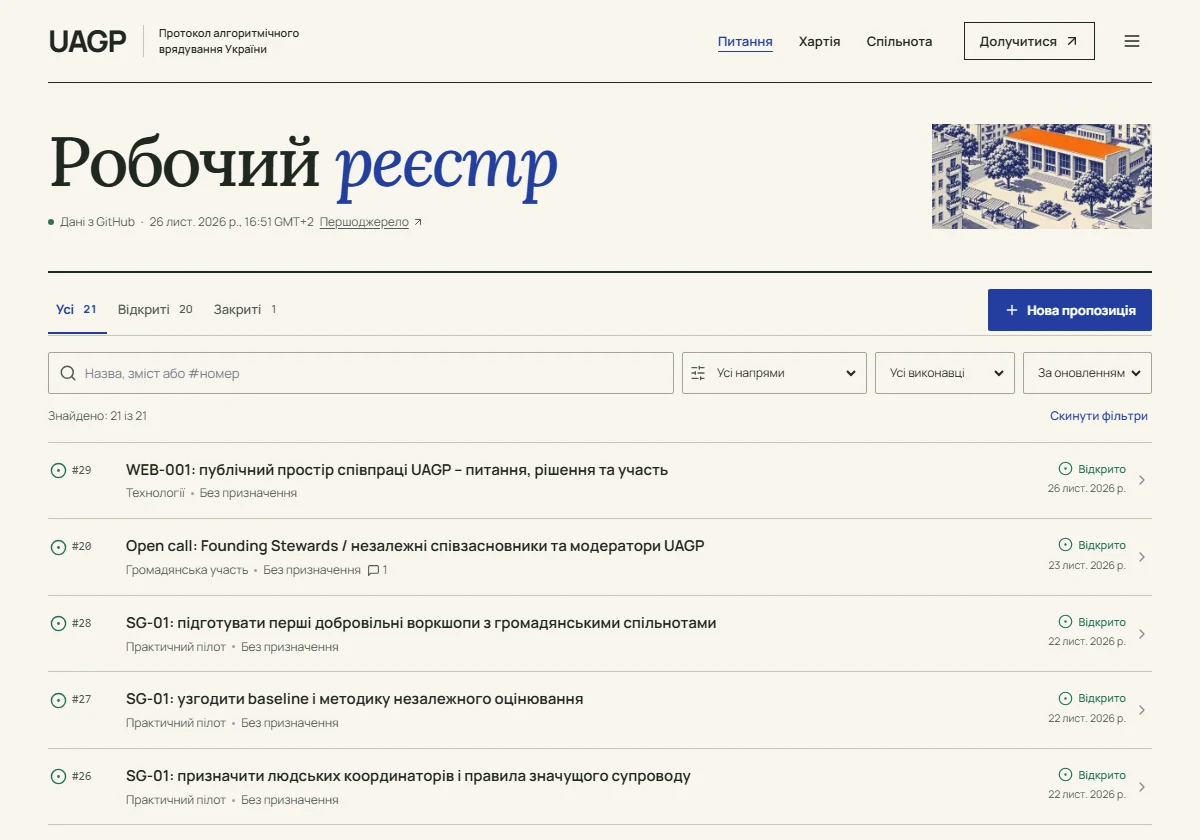 UAGP
Протокол алгоритмічного
врядування України
Питання
Хартія
Спільнота
Долучитися
Робочий реєстр
Дані з GitHub · 26 лист. 2026 р., 16:51 GMT+2 Першоджерело
Усі 21
Відкриті 20
Закриті 1
+ Нова пропозиція
Назва, зміст або #номер
Усі напрями
Усі виконавці
За оновленням
Знайдено: 21 із 21
Скинути фільтри
#29
WEB-001: публічний простір співпраці UAGP – питання, рішення та участь
Технології • Без призначення
Відкрито
26 лист. 2026 р.
#20
Open call: Founding Stewards / незалежні співзасновники та модератори UAGP
Громадянська участь • Без призначення 1
Відкрито
23 лист. 2026 р.
#28
SG-01: підготувати перші добровільні воркшопи з громадянськими спільнотами
Практичний пілот • Без призначення
Відкрито
22 лист. 2026 р.
#27
SG-01: узгодити baseline і методику незалежного оцінювання
Практичний пілот • Без призначення
Відкрито
22 лист. 2026 р.
#26
SG-01: призначити людських координаторів і правила значущого супроводу
Практичний пілот • Без призначення
Відкрито
22 лист. 2026 р.